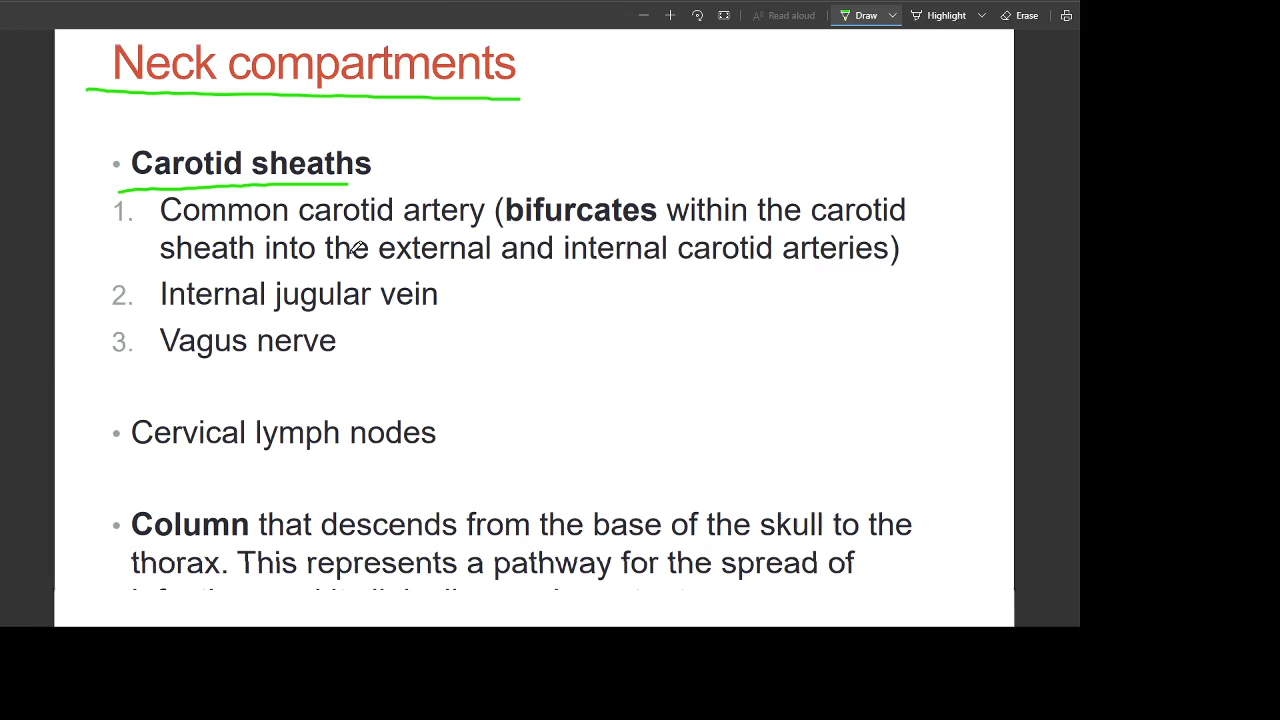 Read aloud
Draw
Highlight
Erase
Neck compartments
• Carotid sheaths
1. Common carotid artery (bifurcates within the carotid
sheath into the external and internal carotid arteries)
2. Internal jugular vein
3. Vagus nerve
• Cervical lymph nodes
• Column that descends from the base of the skull to the
thorax. This represents a pathway for the spread of